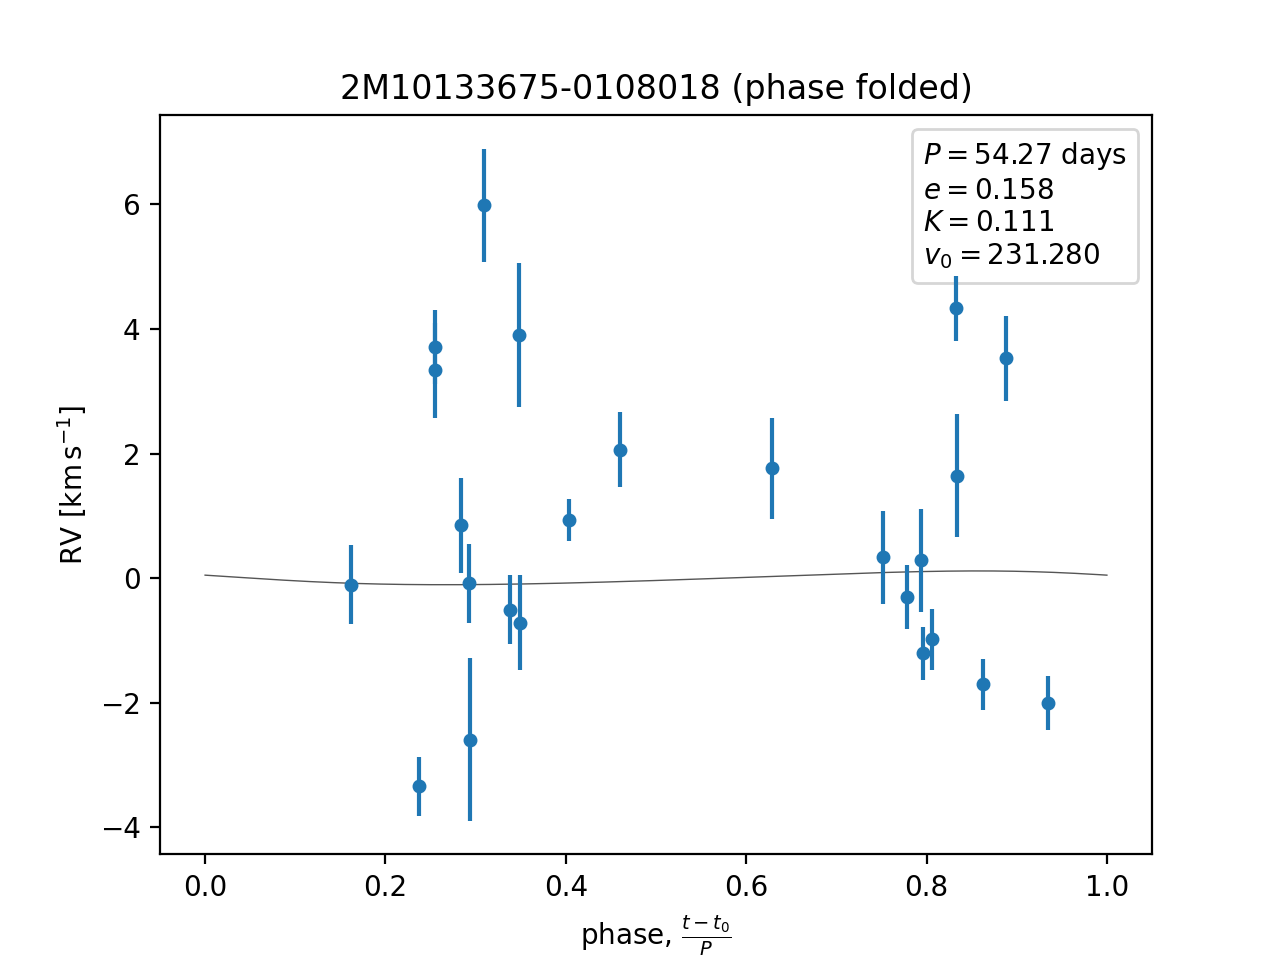 2M10133675-0108018 (phase folded)
P = 54.27 days
e = 0.158
K = 0.111
v₀ = 231.280
RV [km s⁻¹]
6
4
2
0
−2
−4
0.0 0.2 0.4 0.6 0.8 1.0
phase, (t − t₀)/P